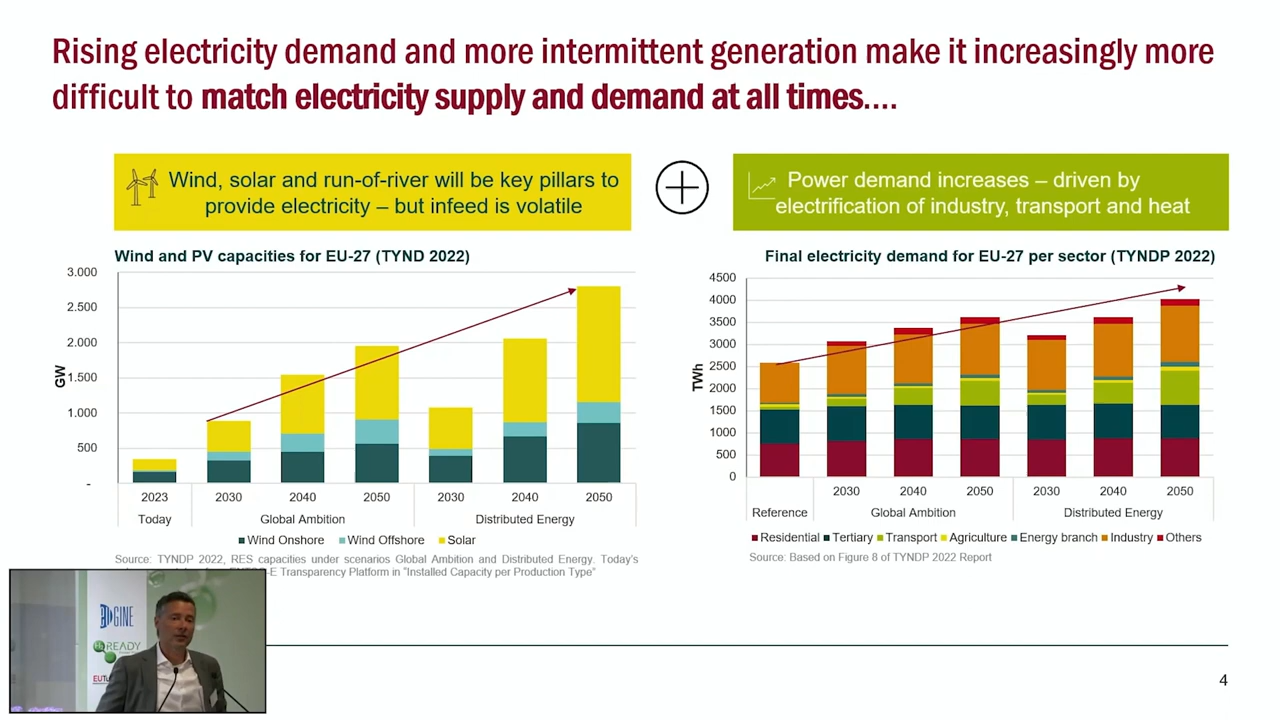 Rising electricity demand and more intermittent generation make it increasingly more
difficult to match electricity supply and demand at all times....
Wind, solar and run-of-river will be key pillars to
provide electricity – but infeed is volatile
Power demand increases – driven by
electrification of industry, transport and heat
Wind and PV capacities for EU-27 (TYND 2022)
3.000
2.500
2.000
1.500
1.000
500
-
GW
2023
2030
2040
2050
2030
2040
2050
Today
Global Ambition
Distributed Energy
Wind Onshore
Wind Offshore
Solar
Source: TYNDP 2022, RES capacities under scenarios Global Ambition and Distributed Energy. Today's
E Transparency Platform in "Installed Capacity per Production Type"
Final electricity demand for EU-27 per sector (TYNDP 2022)
4500
4000
3500
3000
2500
2000
1500
1000
500
0
TWh
2030
2040
2050
2030
2040
2050
Reference
Global Ambition
Distributed Energy
Residential
Tertiary
Transport
Agriculture
Energy branch
Industry
Others
Source: Based on Figure 8 of TYNDP 2022 Report
GINE
READY
4